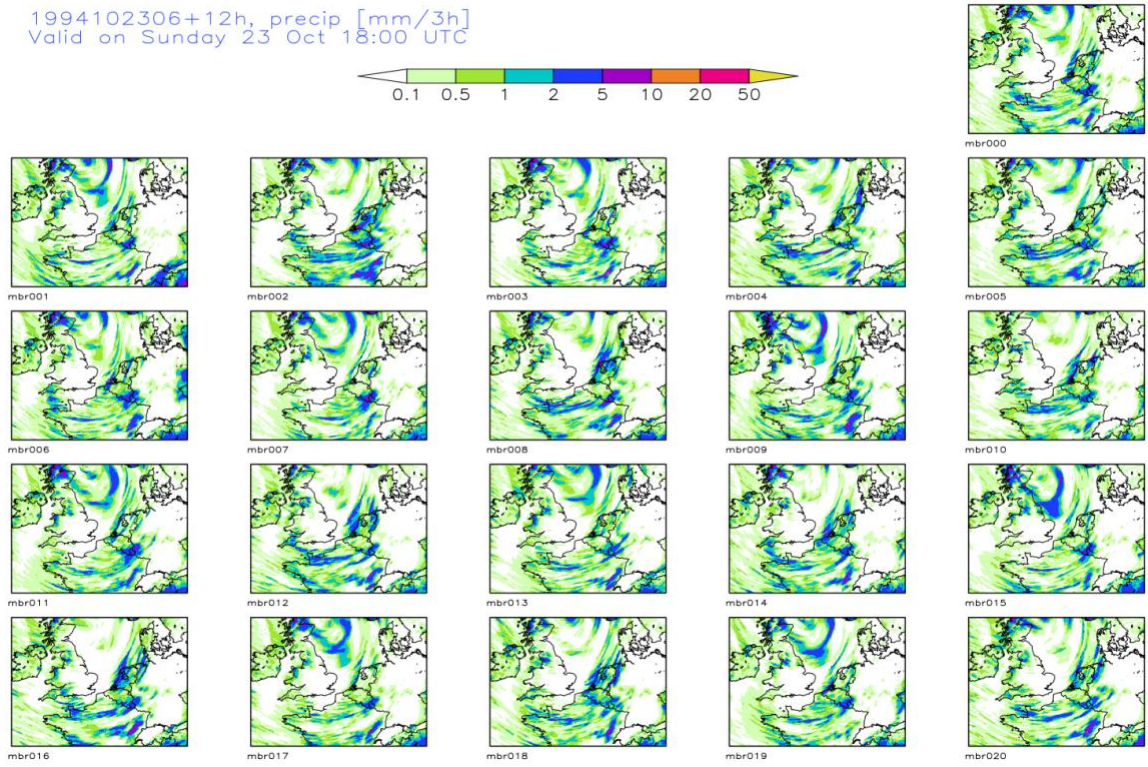 1994102306+12h, precip [mm/3h]
Valid on Sunday 23 Oct 18:00 UTC
0.1 0.5 1 2 5 10 20 50
mbr000
mbr001 mbr002 mbr003 mbr004 mbr005
mbr006 mbr007 mbr008 mbr009 mbr010
mbr011 mbr012 mbr013 mbr014 mbr015
mbr016 mbr017 mbr018 mbr019 mbr020